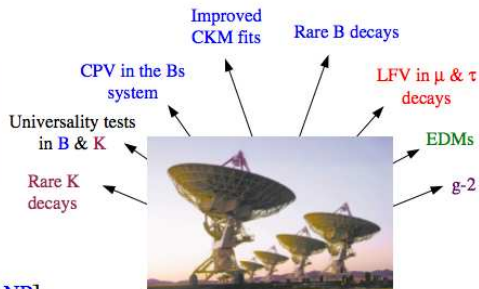 Improved
CKM fits
Rare B decays
CPV in the Bs
system
LFV in μ & τ
decays
Universality tests
in B & K
EDMs
Rare K
decays
g-2
NP]